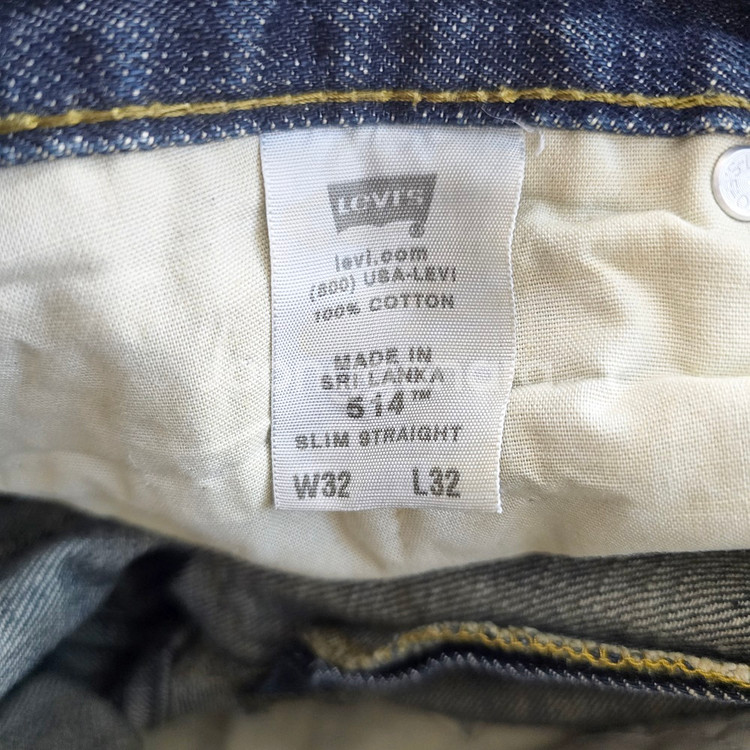 LEVI'S
levi.com
(800) USA-LEVI
100% COTTON
MADE IN
SRI LANKA
514™
SLIM STRAIGHT
W32 L32